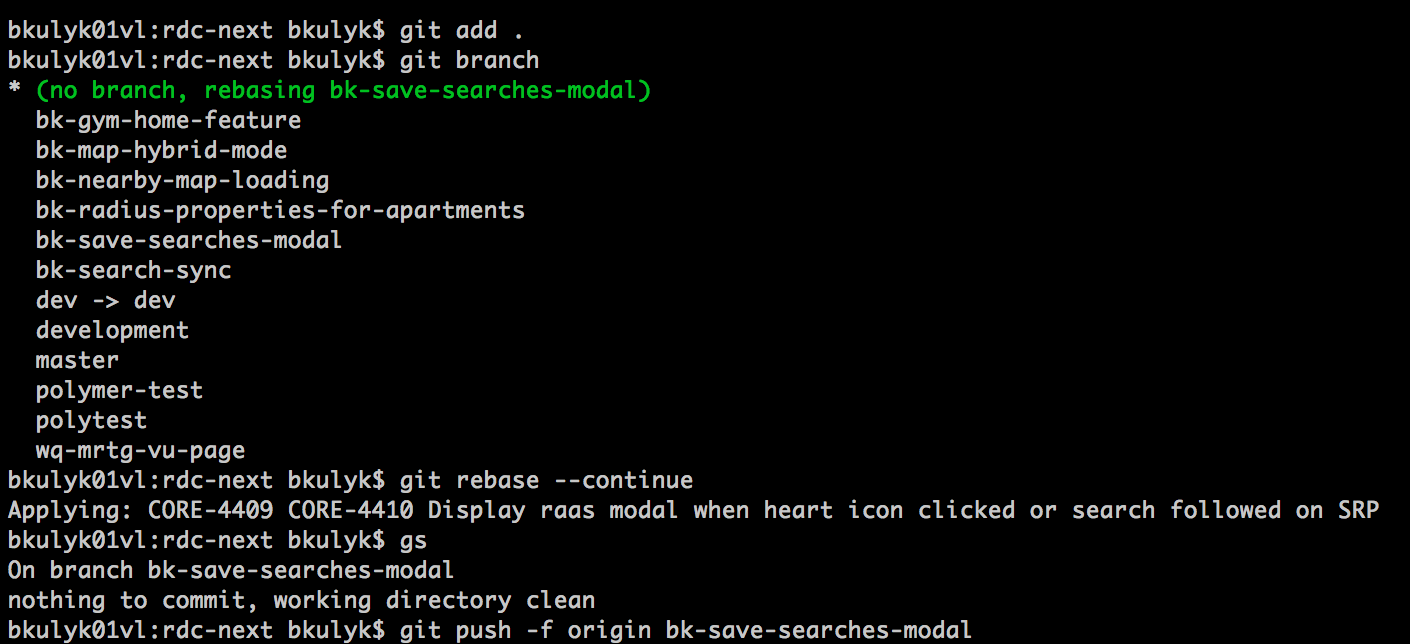 bkulyk01vl:rdc-next bkulyk$ git add .
bkulyk01vl:rdc-next bkulyk$ git branch
* (no branch, rebasing bk-save-searches-modal)
bk-gym-home-feature
bk-map-hybrid-mode
bk-nearby-map-loading
bk-radius-properties-for-apartments
bk-save-searches-modal
bk-search-sync
dev -> dev
development
master
polymer-test
polytest
wq-mrtg-vu-page
bkulyk01vl:rdc-next bkulyk$ git rebase --continue
Applying: CORE-4409 CORE-4410 Display raas modal when heart icon clicked or search followed on SRP
bkulyk01vl:rdc-next bkulyk$ gs
On branch bk-save-searches-modal
nothing to commit, working directory clean
bkulyk01vl:rdc-next bkulyk$ git push -f origin bk-save-searches-modal